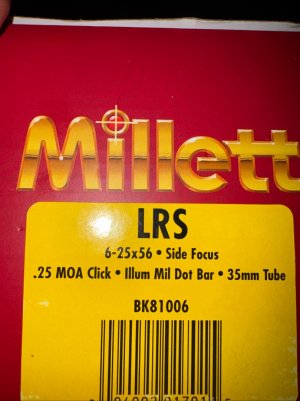 Millett
LRS
6-25x56 • Side Focus
.25 MOA Click • Illum Mil Dot Bar • 35mm Tube
BK81006